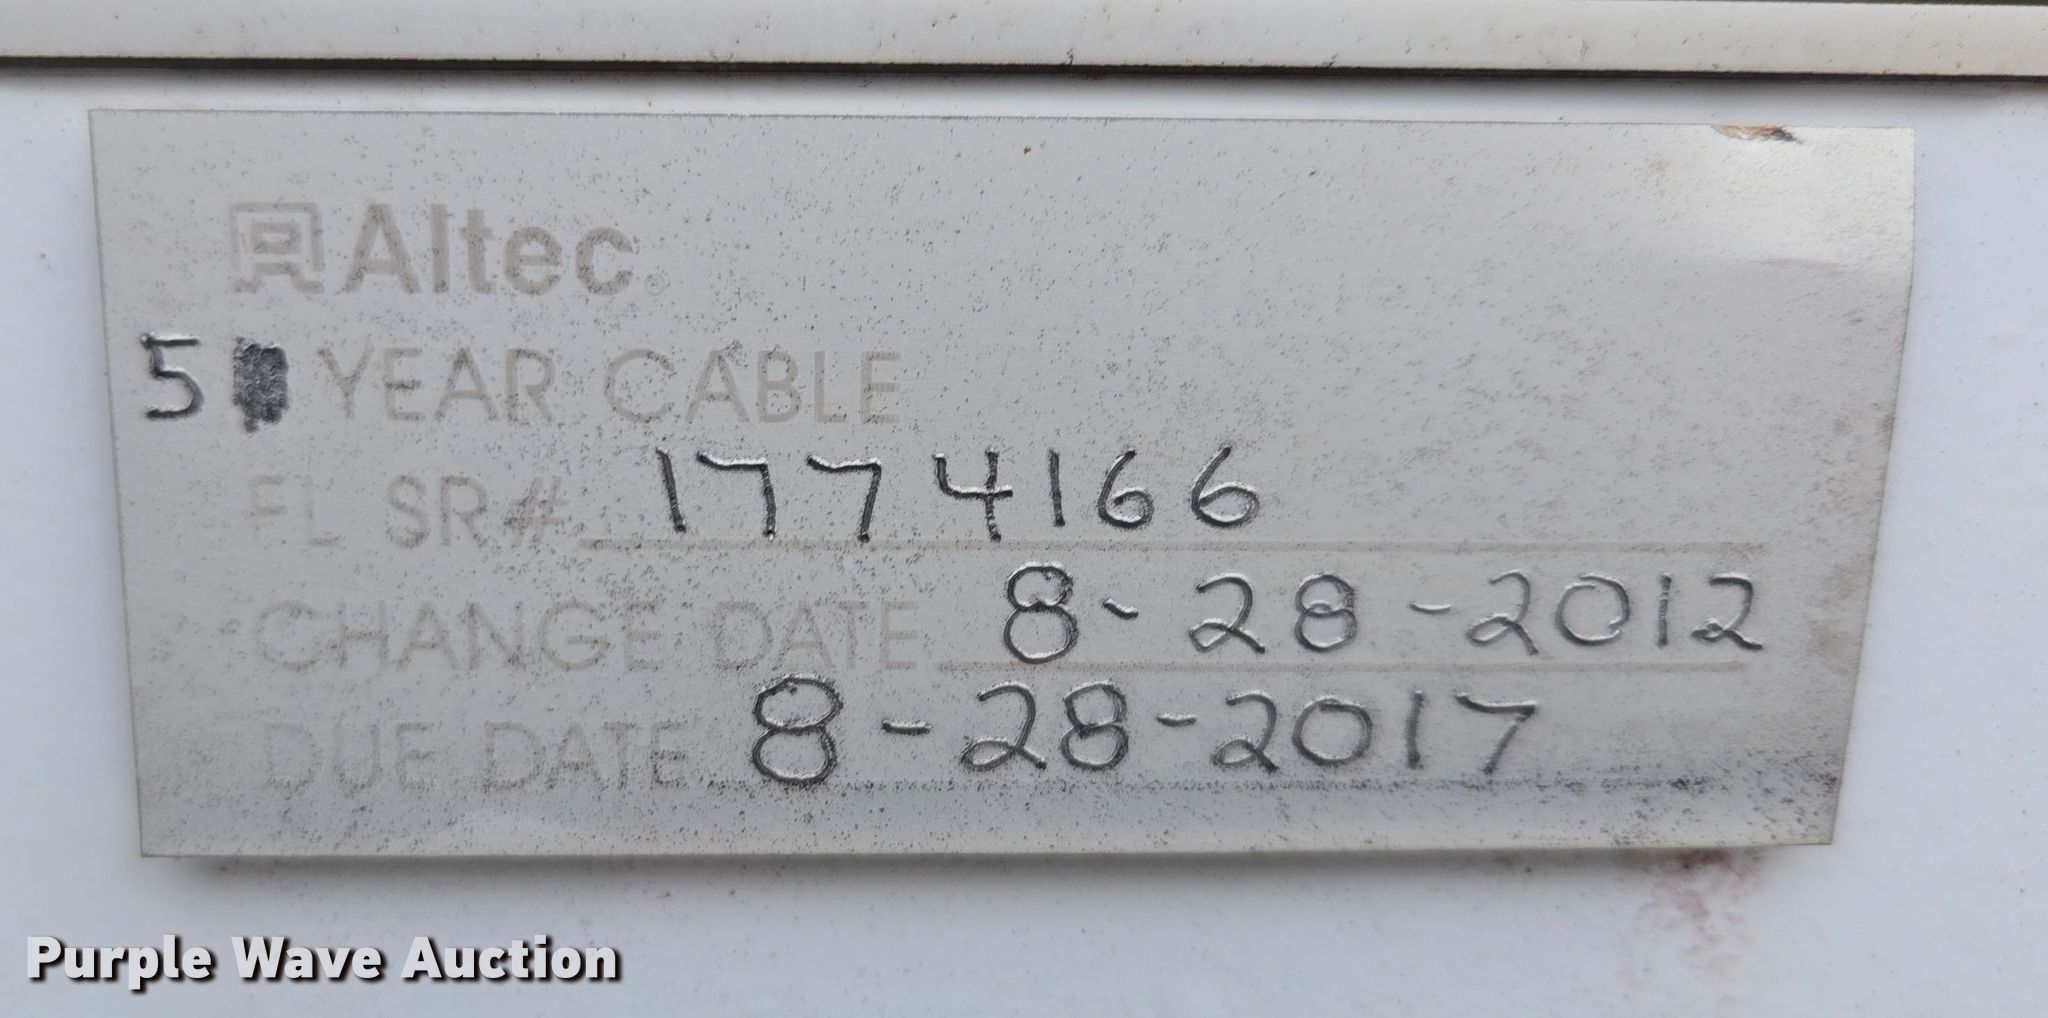 Altec
5 YEAR CABLE
FL SR# 1774166
CHANGE DATE 8-28-2012
DUE DATE 8-28-2017
Purple Wave Auction